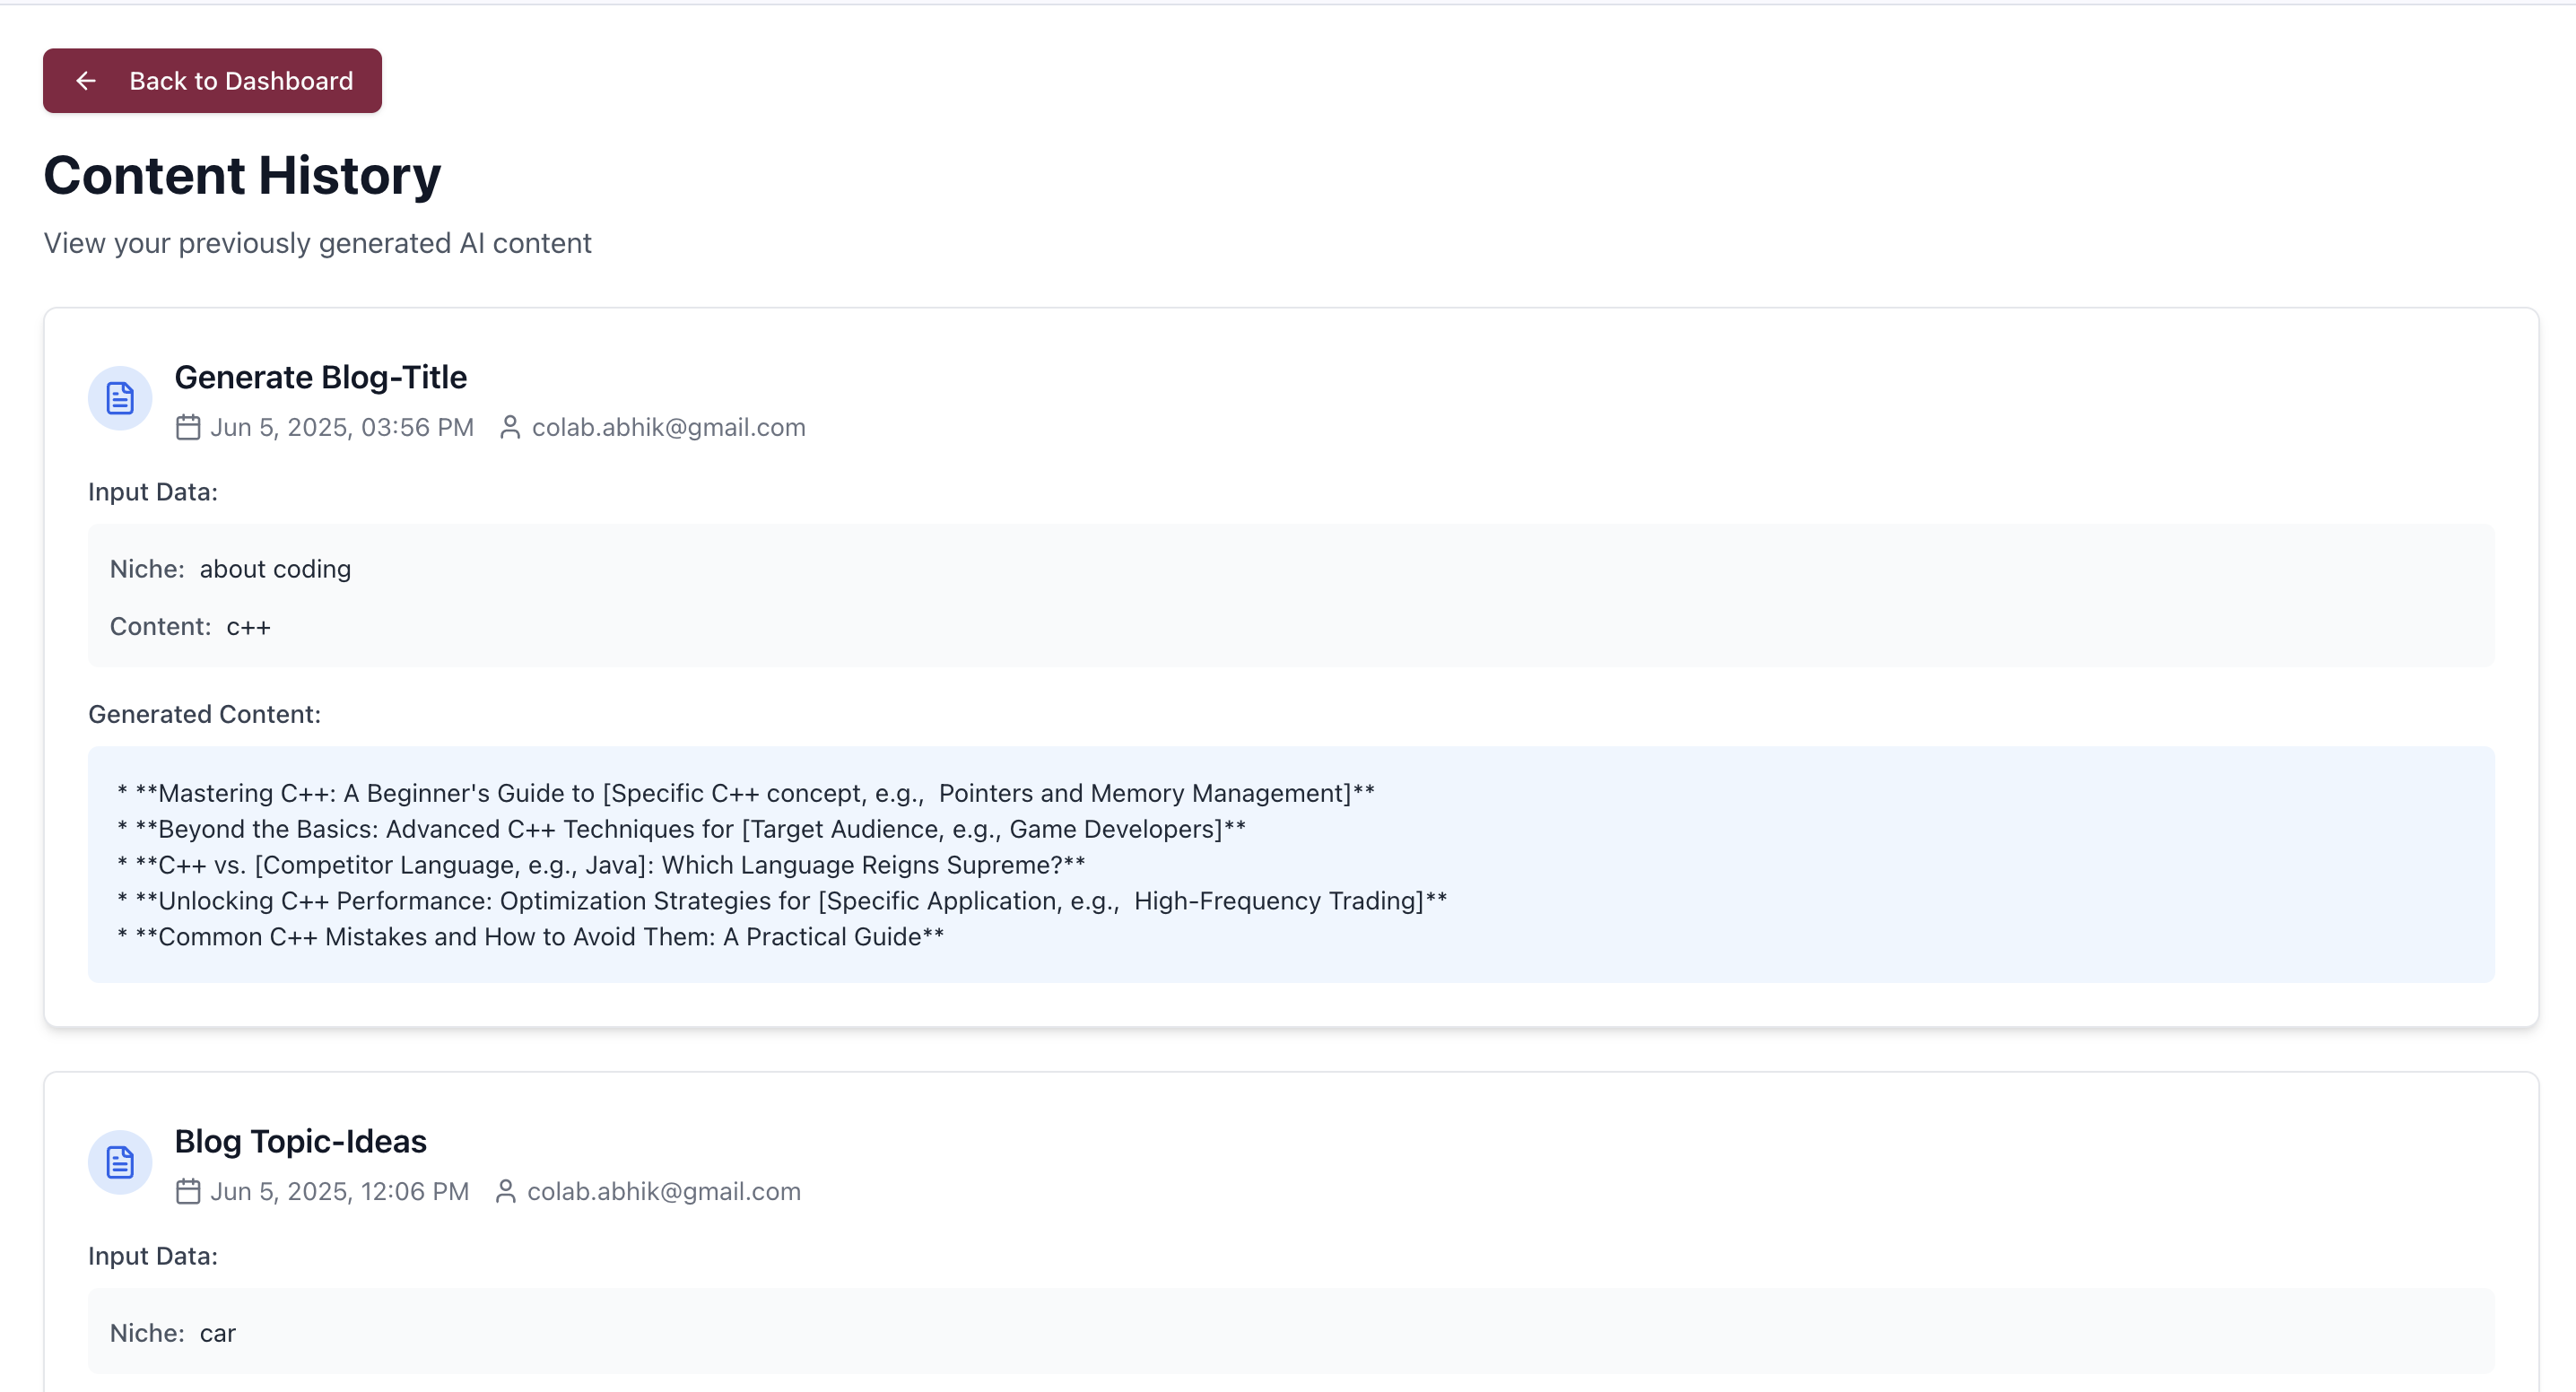 Back to Dashboard
Content History
View your previously generated AI content
Generate Blog-Title
Jun 5, 2025, 03:56 PM colab.abhik@gmail.com
Input Data:
Niche: about coding
Content: c++
Generated Content:
* **Mastering C++: A Beginner's Guide to [Specific C++ concept, e.g.,  Pointers and Memory Management]**
* **Beyond the Basics: Advanced C++ Techniques for [Target Audience, e.g., Game Developers]**
* **C++ vs. [Competitor Language, e.g., Java]: Which Language Reigns Supreme?**
* **Unlocking C++ Performance: Optimization Strategies for [Specific Application, e.g.,  High-Frequency Trading]**
* **Common C++ Mistakes and How to Avoid Them: A Practical Guide**
Blog Topic-Ideas
Jun 5, 2025, 12:06 PM colab.abhik@gmail.com
Input Data:
Niche: car